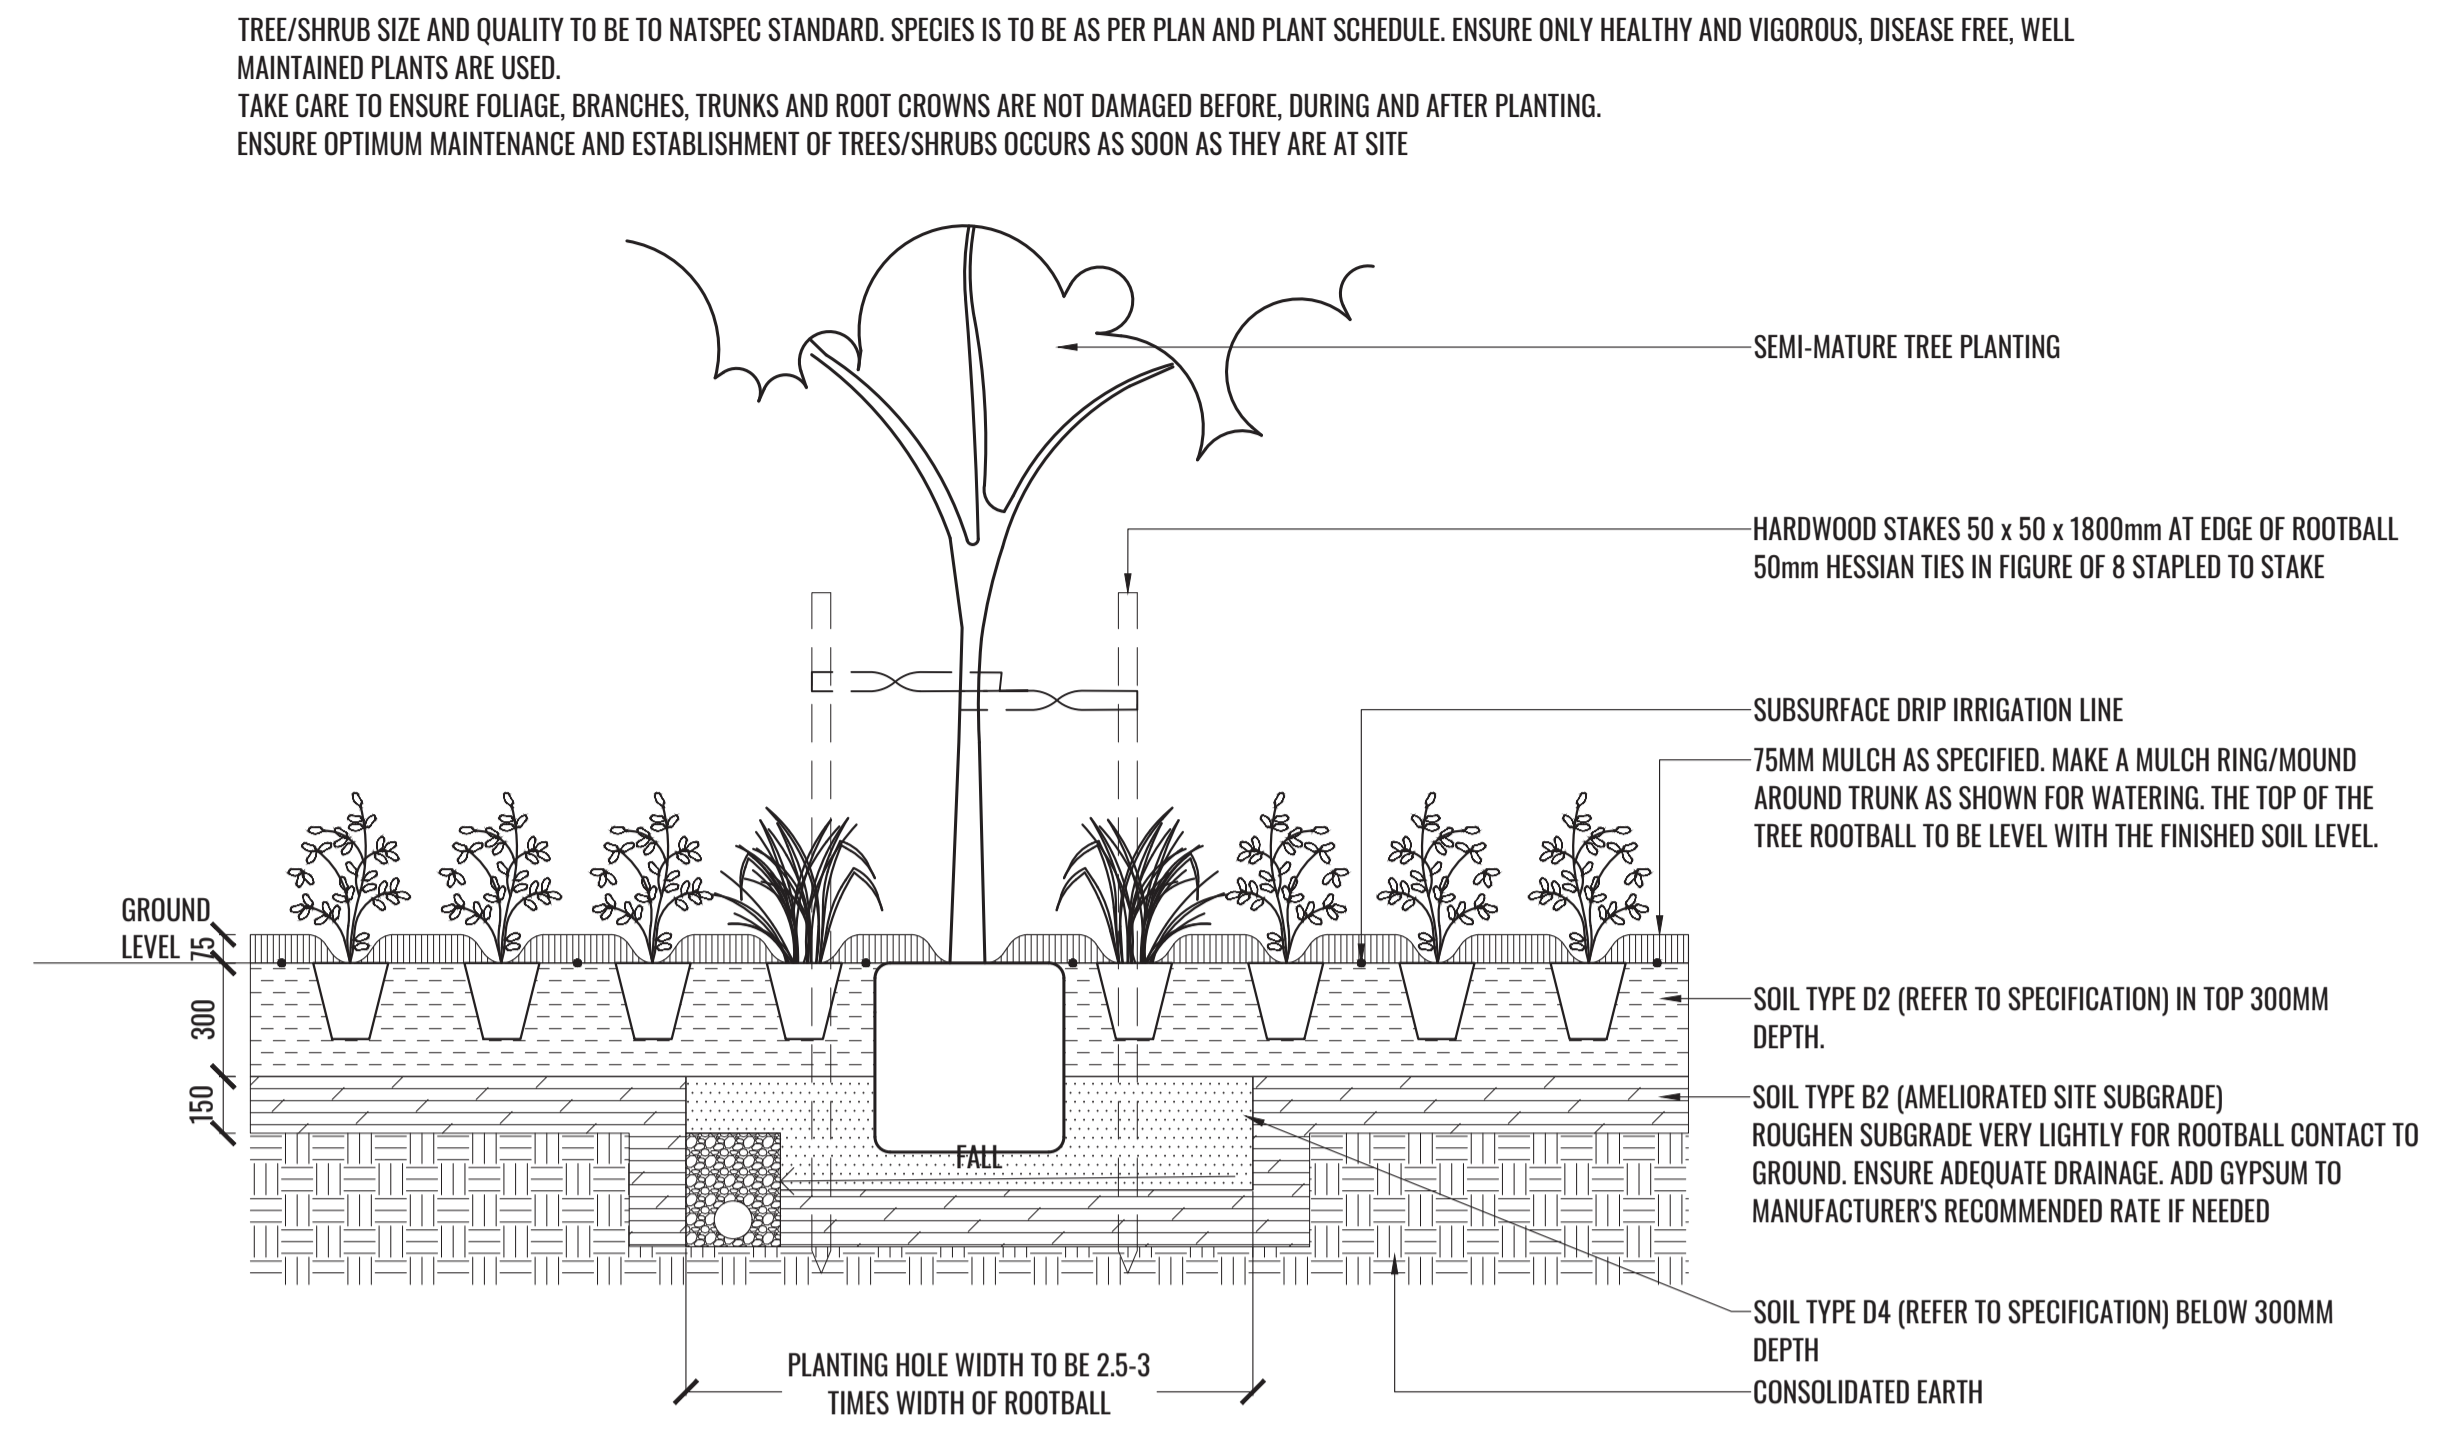 TREE/SHRUB SIZE AND QUALITY TO BE TO NATSPEC STANDARD. SPECIES IS TO BE AS PER PLAN AND PLANT SCHEDULE. ENSURE ONLY HEALTHY AND VIGOROUS, DISEASE FREE, WELL
MAINTAINED PLANTS ARE USED.
TAKE CARE TO ENSURE FOLIAGE, BRANCHES, TRUNKS AND ROOT CROWNS ARE NOT DAMAGED BEFORE, DURING AND AFTER PLANTING.
ENSURE OPTIMUM MAINTENANCE AND ESTABLISHMENT OF TREES/SHRUBS OCCURS AS SOON AS THEY ARE AT SITE
SEMI-MATURE TREE PLANTING
HARDWOOD STAKES 50 x 50 x 1800mm AT EDGE OF ROOTBALL
50mm HESSIAN TIES IN FIGURE OF 8 STAPLED TO STAKE
SUBSURFACE DRIP IRRIGATION LINE
75MM MULCH AS SPECIFIED. MAKE A MULCH RING/MOUND
AROUND TRUNK AS SHOWN FOR WATERING. THE TOP OF THE
TREE ROOTBALL TO BE LEVEL WITH THE FINISHED SOIL LEVEL.
GROUND
LEVEL
75
300
150
SOIL TYPE D2 (REFER TO SPECIFICATION) IN TOP 300MM
DEPTH.
SOIL TYPE B2 (AMELIORATED SITE SUBGRADE)
ROUGHEN SUBGRADE VERY LIGHTLY FOR ROOTBALL CONTACT TO
GROUND. ENSURE ADEQUATE DRAINAGE. ADD GYPSUM TO
MANUFACTURER'S RECOMMENDED RATE IF NEEDED
FALL
SOIL TYPE D4 (REFER TO SPECIFICATION) BELOW 300MM
DEPTH
CONSOLIDATED EARTH
PLANTING HOLE WIDTH TO BE 2.5-3
TIMES WIDTH OF ROOTBALL